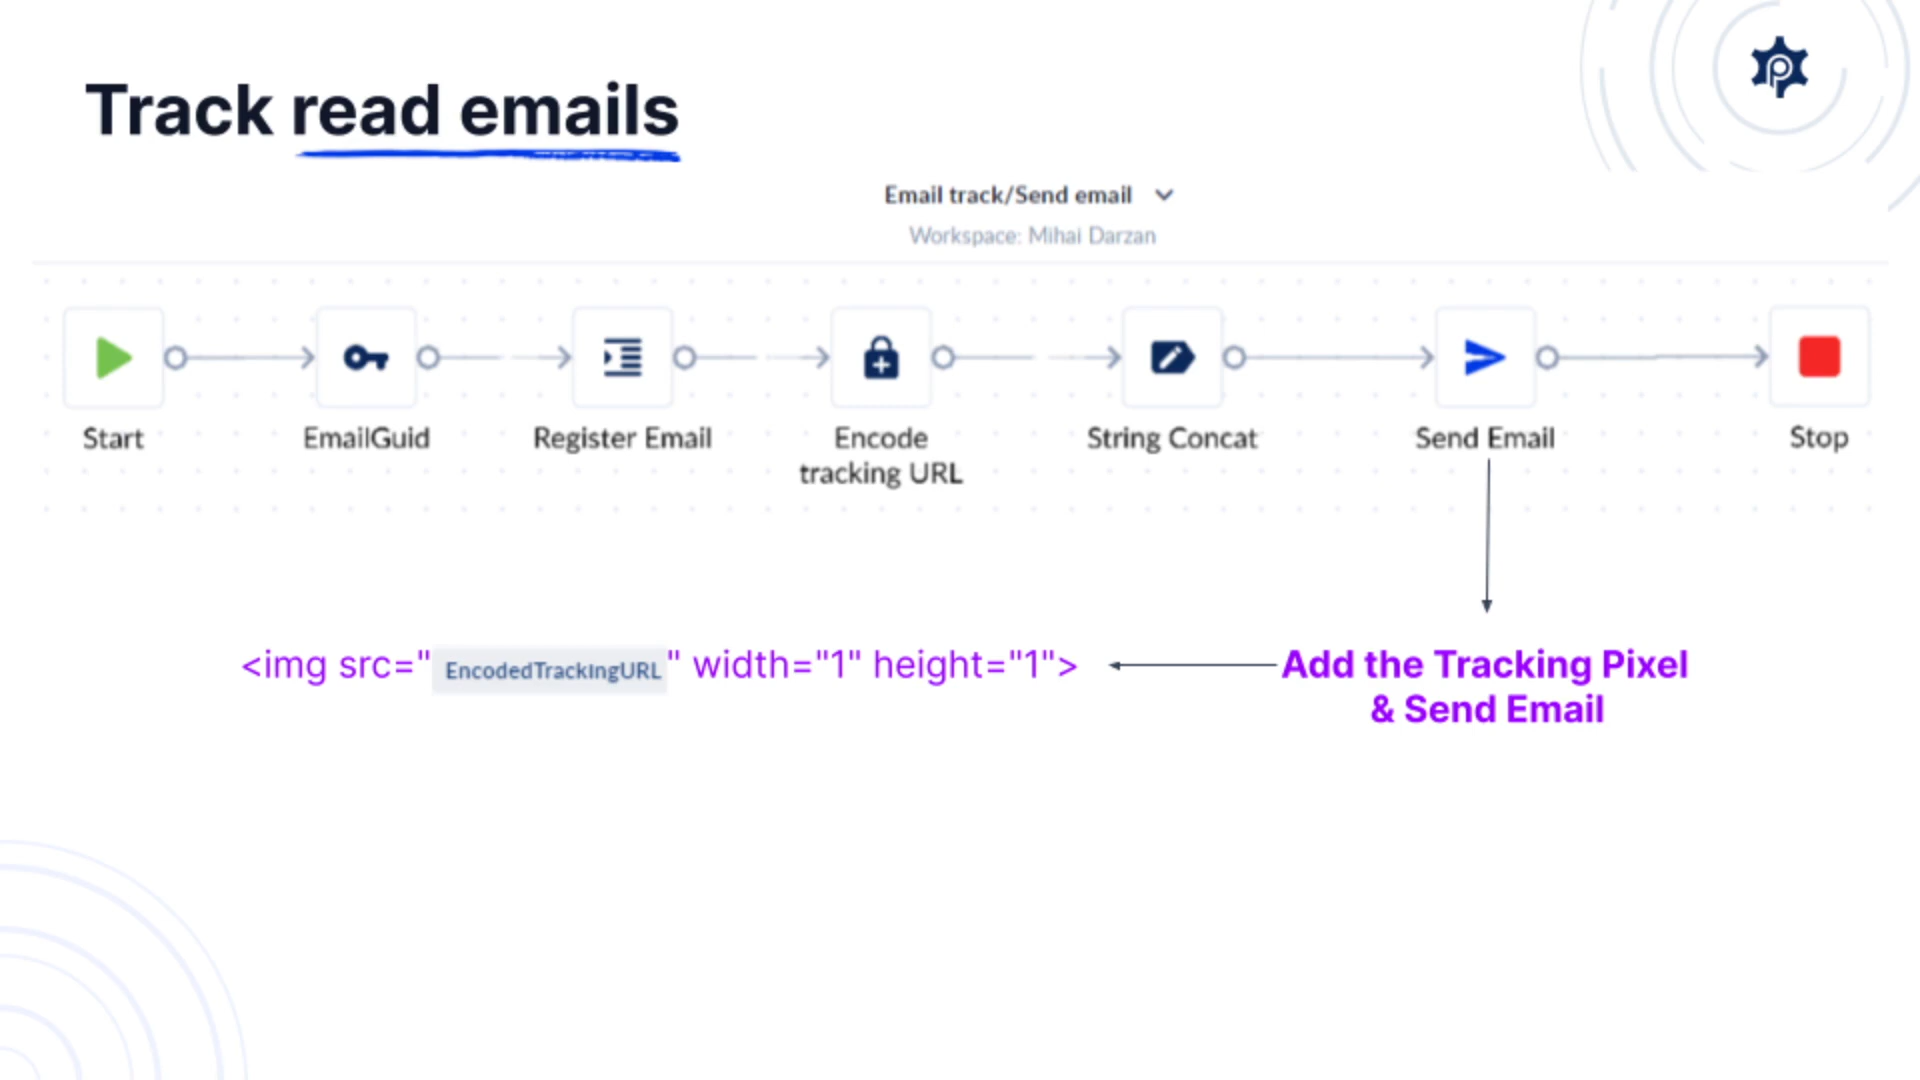 Track read emails
Email track/Send email
Workspace: Mihai Darzan
Start
EmailGuid
Register Email
Encode
tracking URL
String Concat
Send Email
Stop
<img src="EncodedTrackingURL" width="1" height="1">
Add the Tracking Pixel
& Send Email